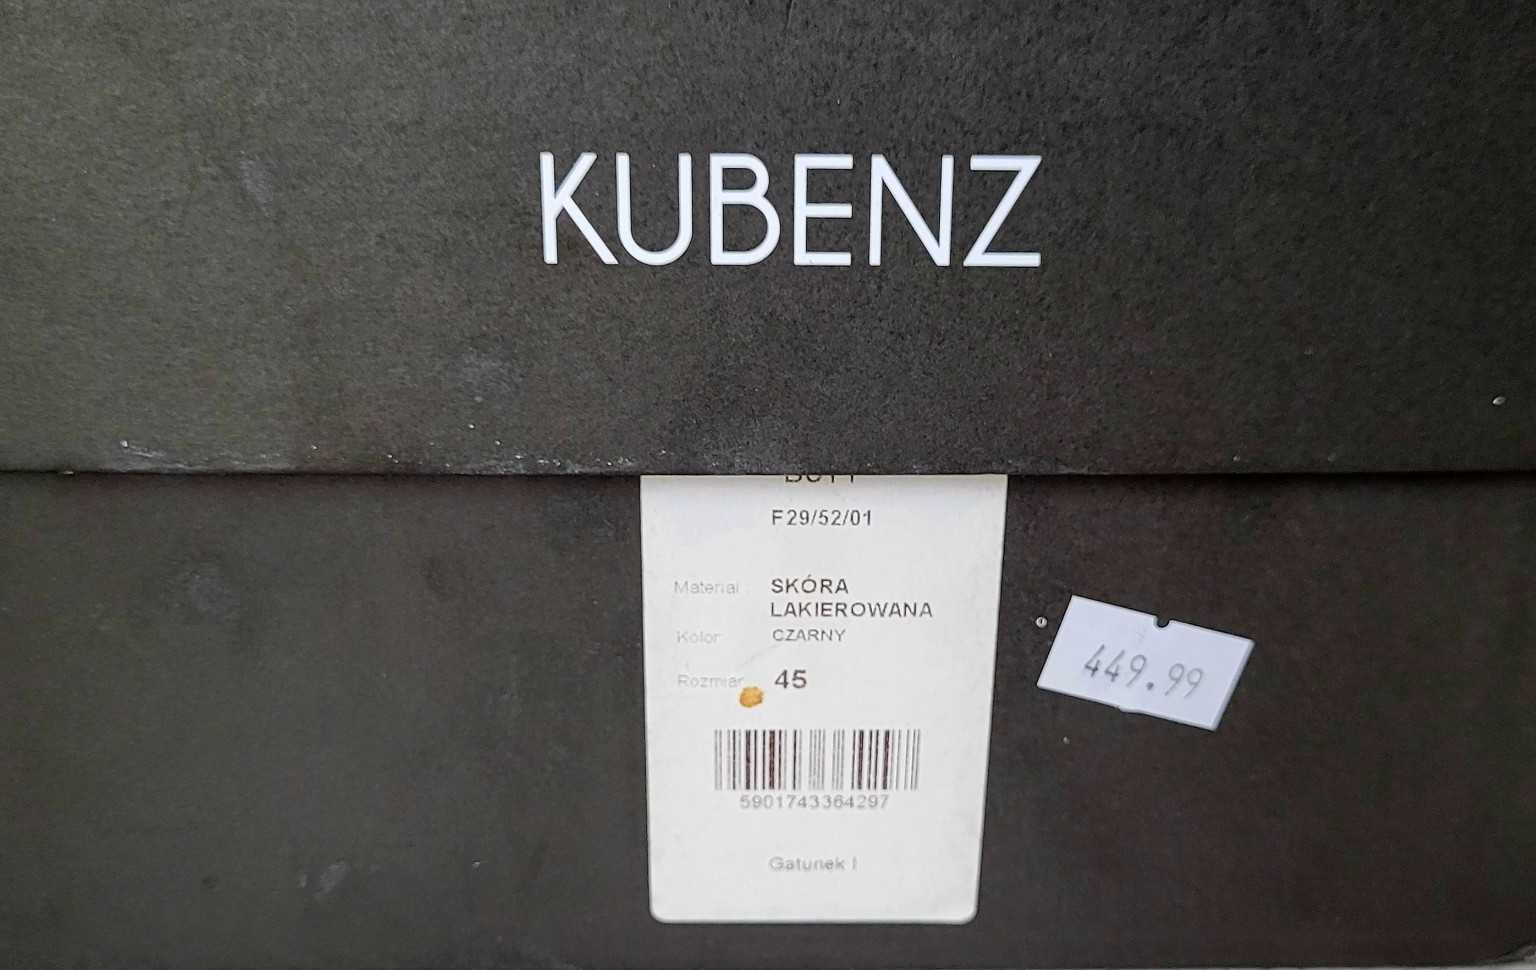 KUBENZ
F29/52/01
Materiał : SKÓRA
LAKIEROWANA
Kolor CZARNY
Rozmiar 45
449.99
5901743364297
Gatunek I